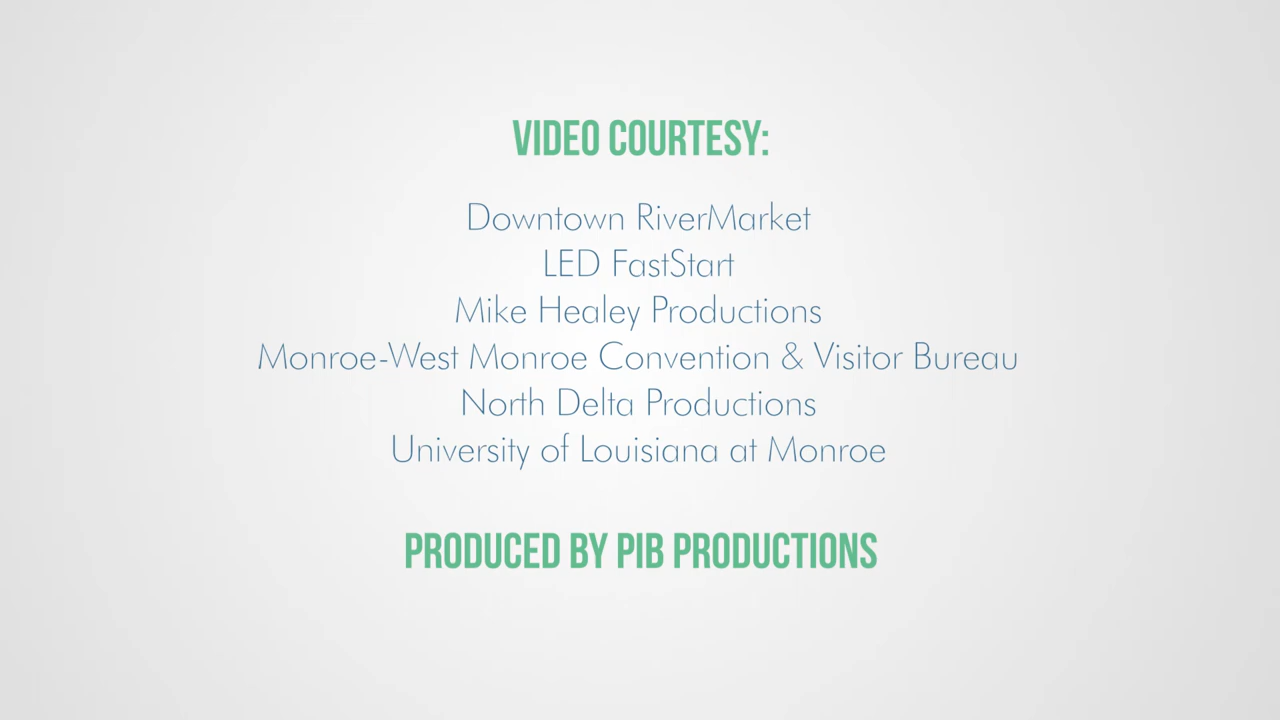 VIDEO COURTESY:
Downtown RiverMarket
LED FastStart
Mike Healey Productions
Monroe-West Monroe Convention & Visitor Bureau
North Delta Productions
University of Louisiana at Monroe
PRODUCED BY PIB PRODUCTIONS